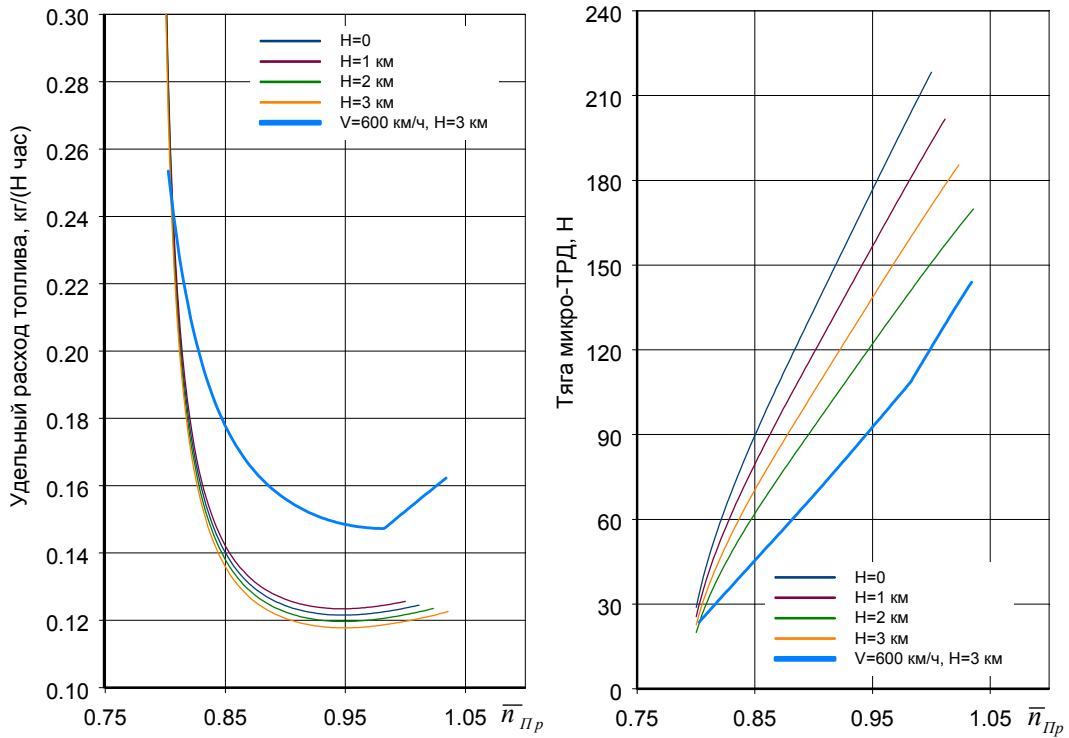 Удельный расход топлива, кг/(Н час)
0.30
0.28
0.26
0.24
0.22
0.20
0.18
0.16
0.14
0.12
0.10
H=0
H=1 км
H=2 км
H=3 км
V=600 км/ч, H=3 км
0.75 0.85 0.95 1.05 n̅Пр
Тяга микро-ТРД, Н
240
210
180
150
120
90
60
30
0
H=0
H=1 км
H=2 км
H=3 км
V=600 км/ч, H=3 км
0.75 0.85 0.95 1.05 n̅Пр